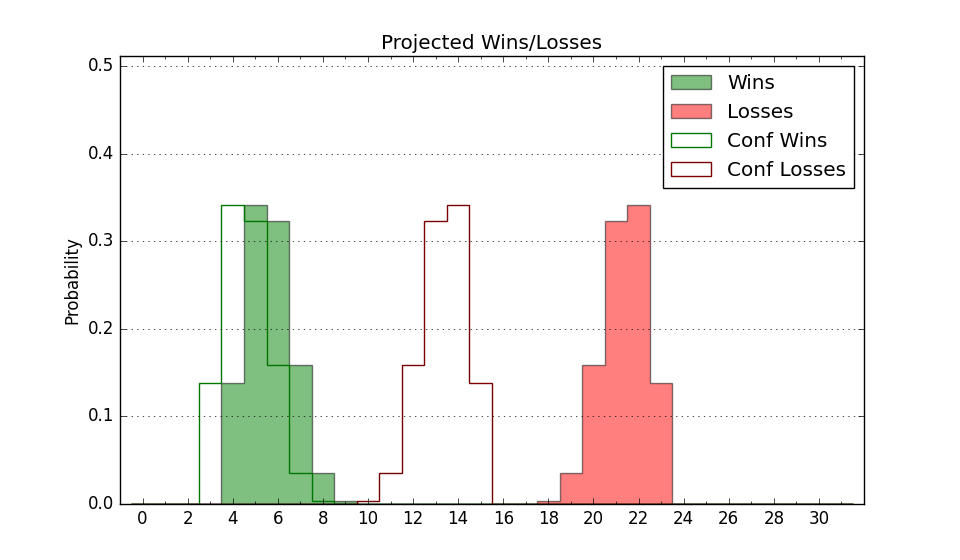 Projected Wins/Losses
0.5
0.4
0.3
0.2
0.1
0.0
Probability
Wins
Losses
Conf Wins
Conf Losses
0 2 4 6 8 10 12 14 16 18 20 22 24 26 28 30